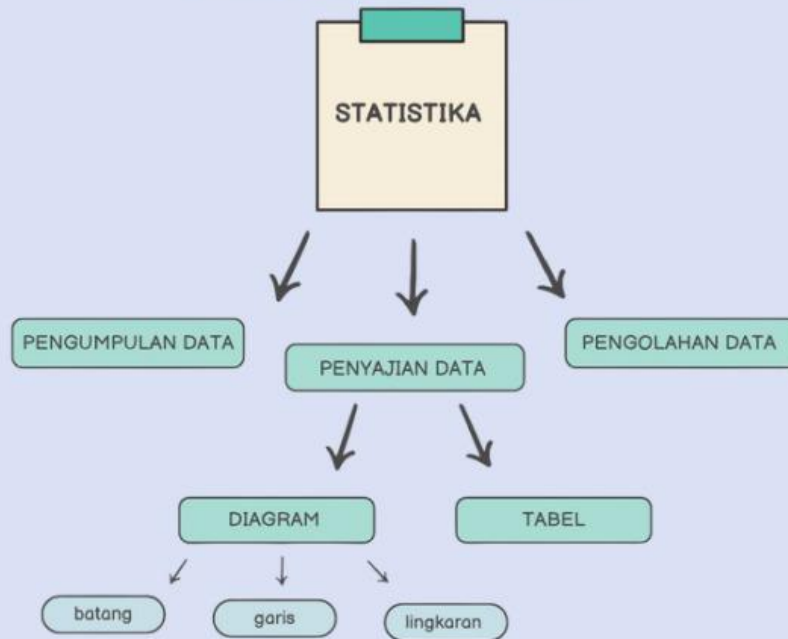 STATISTIKA
PENGUMPULAN DATA
PENYAJIAN DATA
PENGOLAHAN DATA
DIAGRAM
TABEL
batang
garis
lingkaran